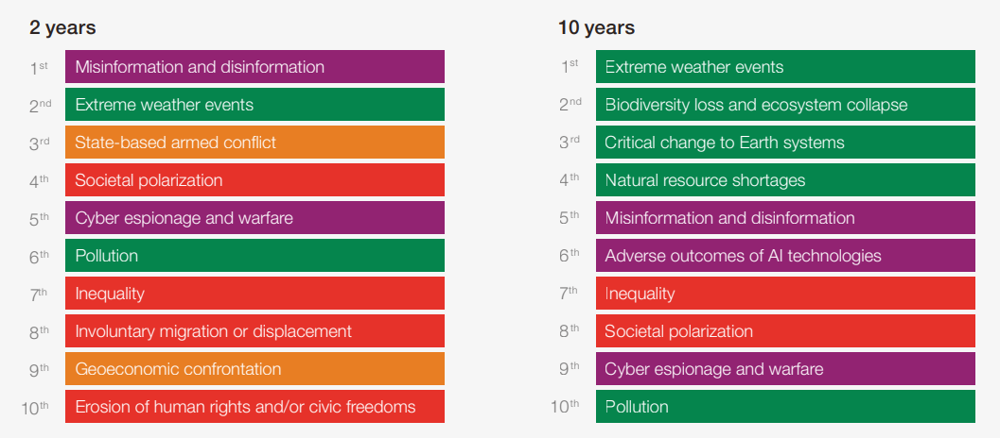 2 years
1st Misinformation and disinformation
2nd Extreme weather events
3rd State-based armed conflict
4th Societal polarization
5th Cyber espionage and warfare
6th Pollution
7th Inequality
8th Involuntary migration or displacement
9th Geoeconomic confrontation
10th Erosion of human rights and/or civic freedoms
10 years
1st Extreme weather events
2nd Biodiversity loss and ecosystem collapse
3rd Critical change to Earth systems
4th Natural resource shortages
5th Misinformation and disinformation
6th Adverse outcomes of AI technologies
7th Inequality
8th Societal polarization
9th Cyber espionage and warfare
10th Pollution